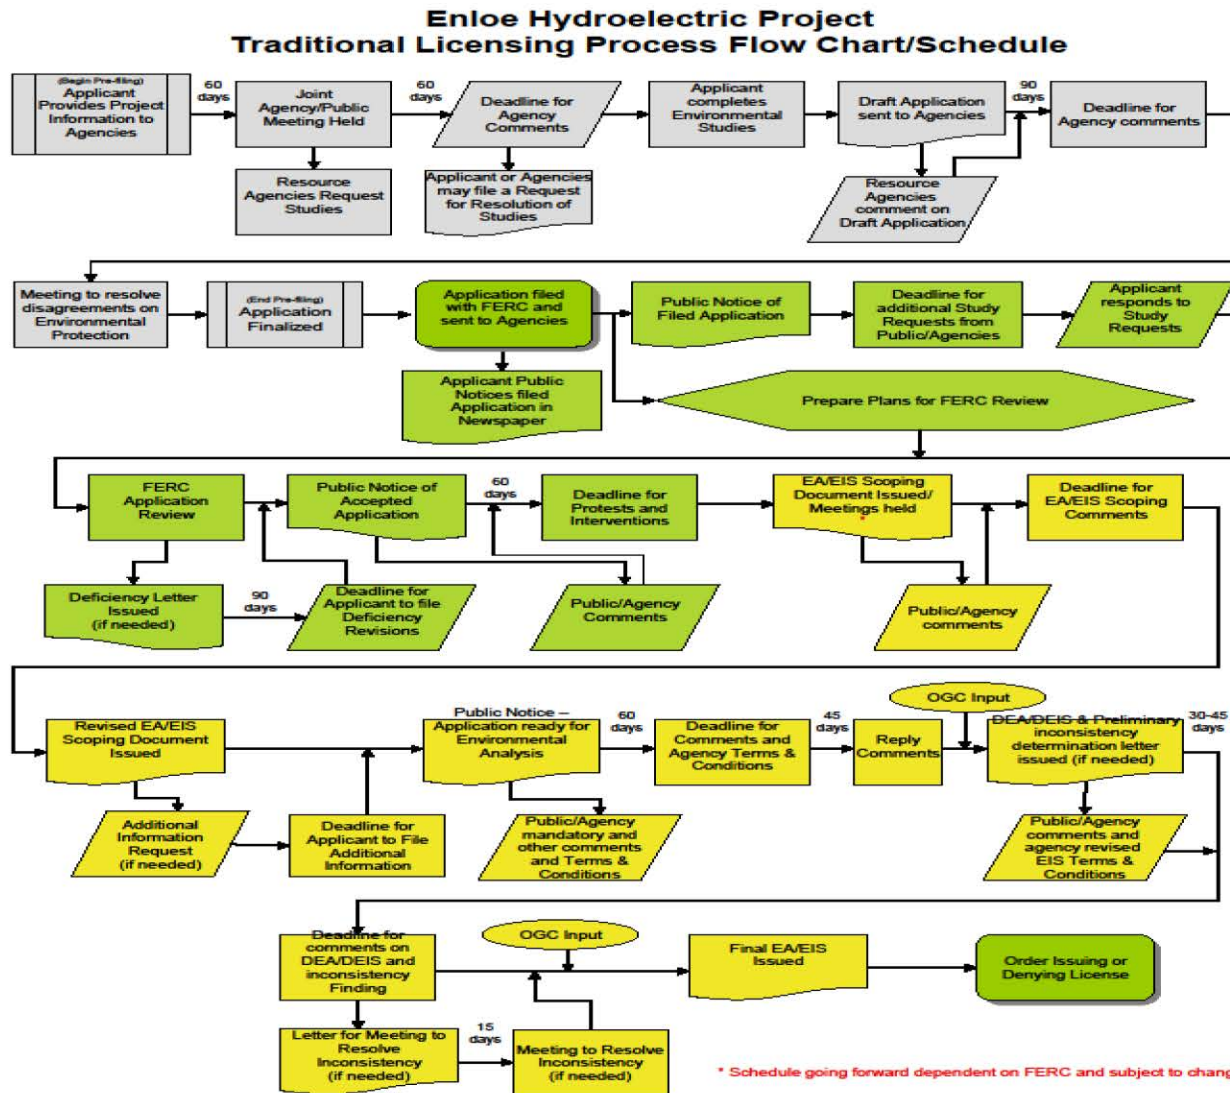 Enloe Hydroelectric Project
Traditional Licensing Process Flow Chart/Schedule
(Begin Pre-filing)
Applicant
Provides Project
Information to
Agencies
60
days
Joint
Agency/Public
Meeting Held
60
days
Deadline for
Agency
Comments
Applicant
completes
Environmental
Studies
Draft Application
sent to Agencies
90
days
Deadline for
Agency comments
Resource
Agencies Request
Studies
Applicant or Agencies
may file a Request
for Resolution of
Studies
Resource
Agencies
comment on
Draft Application
Meeting to resolve
disagreements on
Environmental
Protection
(End Pre-filing)
Application
Finalized
Application filed
with FERC and
sent to Agencies
Public Notice of
Filed Application
Deadline for
additional Study
Requests from
Public/Agencies
Applicant
responds to
Study
Requests
Applicant Public
Notices filed
Application in
Newspaper
Prepare Plans for FERC Review
FERC
Application
Review
Public Notice of
Accepted
Application
60
days
Deadline for
Protests and
Interventions
EA/EIS Scoping
Document Issued/
Meetings held
*
Deadline for
EA/EIS Scoping
Comments
Deficiency Letter
Issued
(if needed)
90
days
Deadline for
Applicant to file
Deficiency
Revisions
Public/Agency
Comments
Public/Agency
comments
Revised EA/EIS
Scoping Document
Issued
Public Notice –
Application ready for
Environmental
Analysis
60
days
Deadline for
Comments and
Agency Terms &
Conditions
45
days
Reply
Comments
OGC Input
DEA/DEIS & Preliminary
inconsistency
determination letter
issued (if needed)
30-45
days
Additional
Information
Request
(if needed)
Deadline for
Applicant to File
Additional
Information
Public/Agency
mandatory and
other comments
and Terms &
Conditions
Public/Agency
comments and
agency revised
EIS Terms &
Conditions
Deadline for
comments on
DEA/DEIS and
inconsistency
Finding
OGC Input
Final EA/EIS
Issued
Order Issuing or
Denying License
Letter for Meeting to
Resolve
Inconsistency
(if needed)
15
days
Meeting to Resolve
Inconsistency
(if needed)
* Schedule going forward dependent on FERC and subject to chang